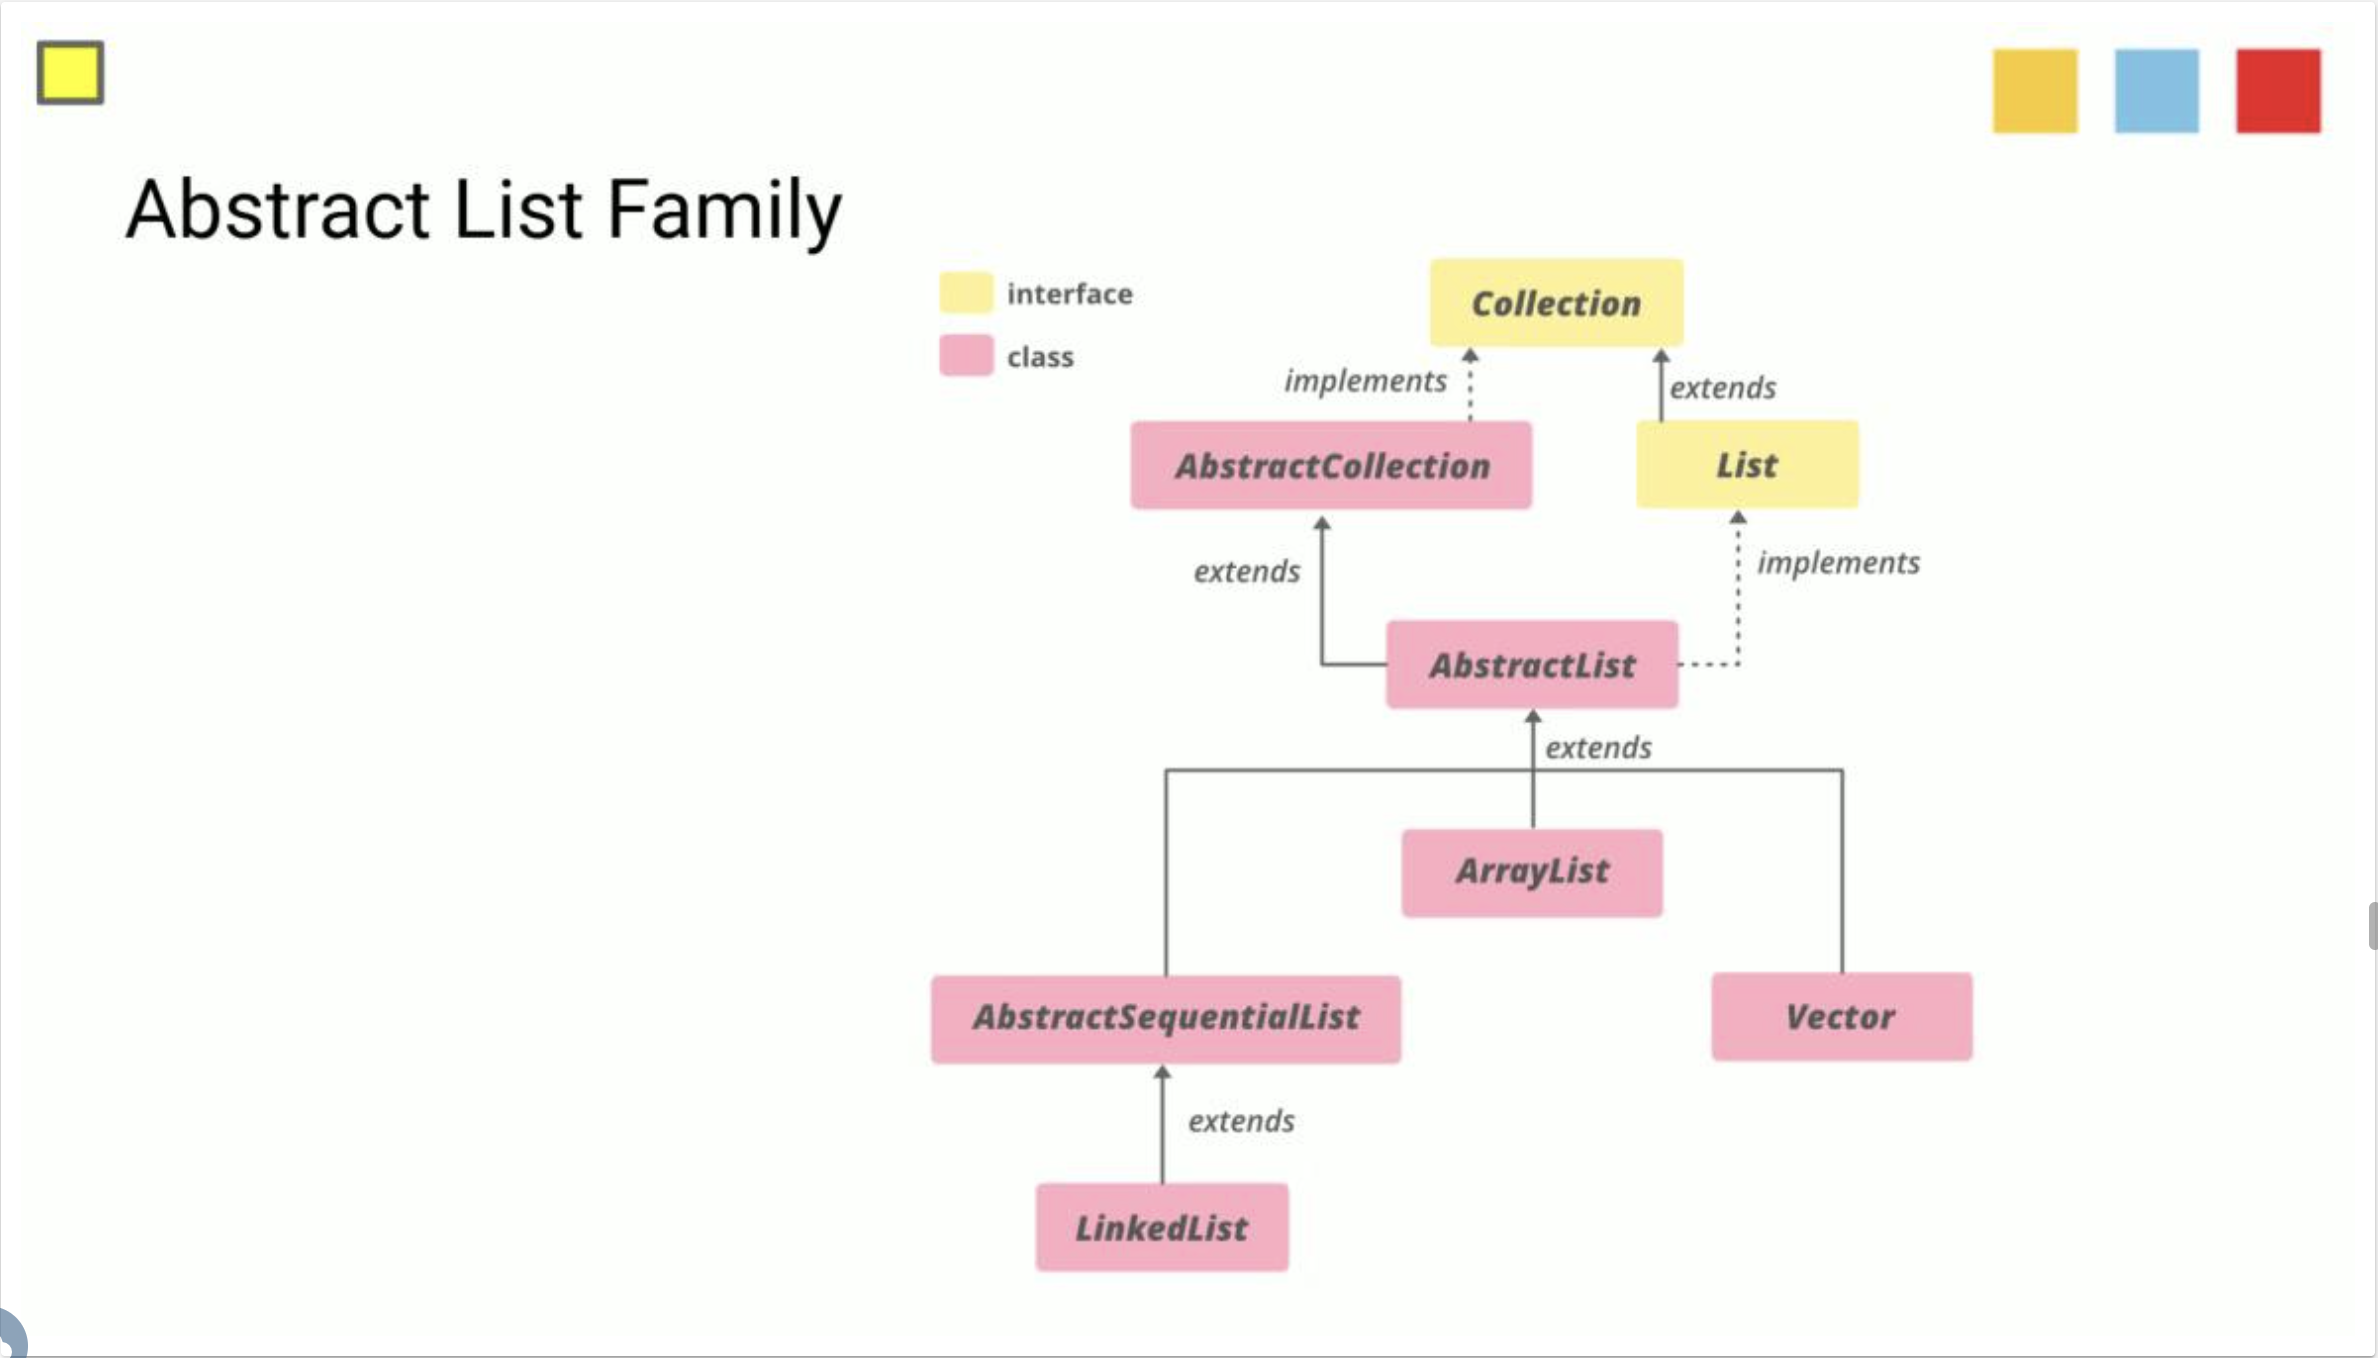 Abstract List Family
interface
class
Collection
implements
extends
AbstractCollection
List
extends
implements
AbstractList
extends
ArrayList
AbstractSequentialList
Vector
extends
LinkedList